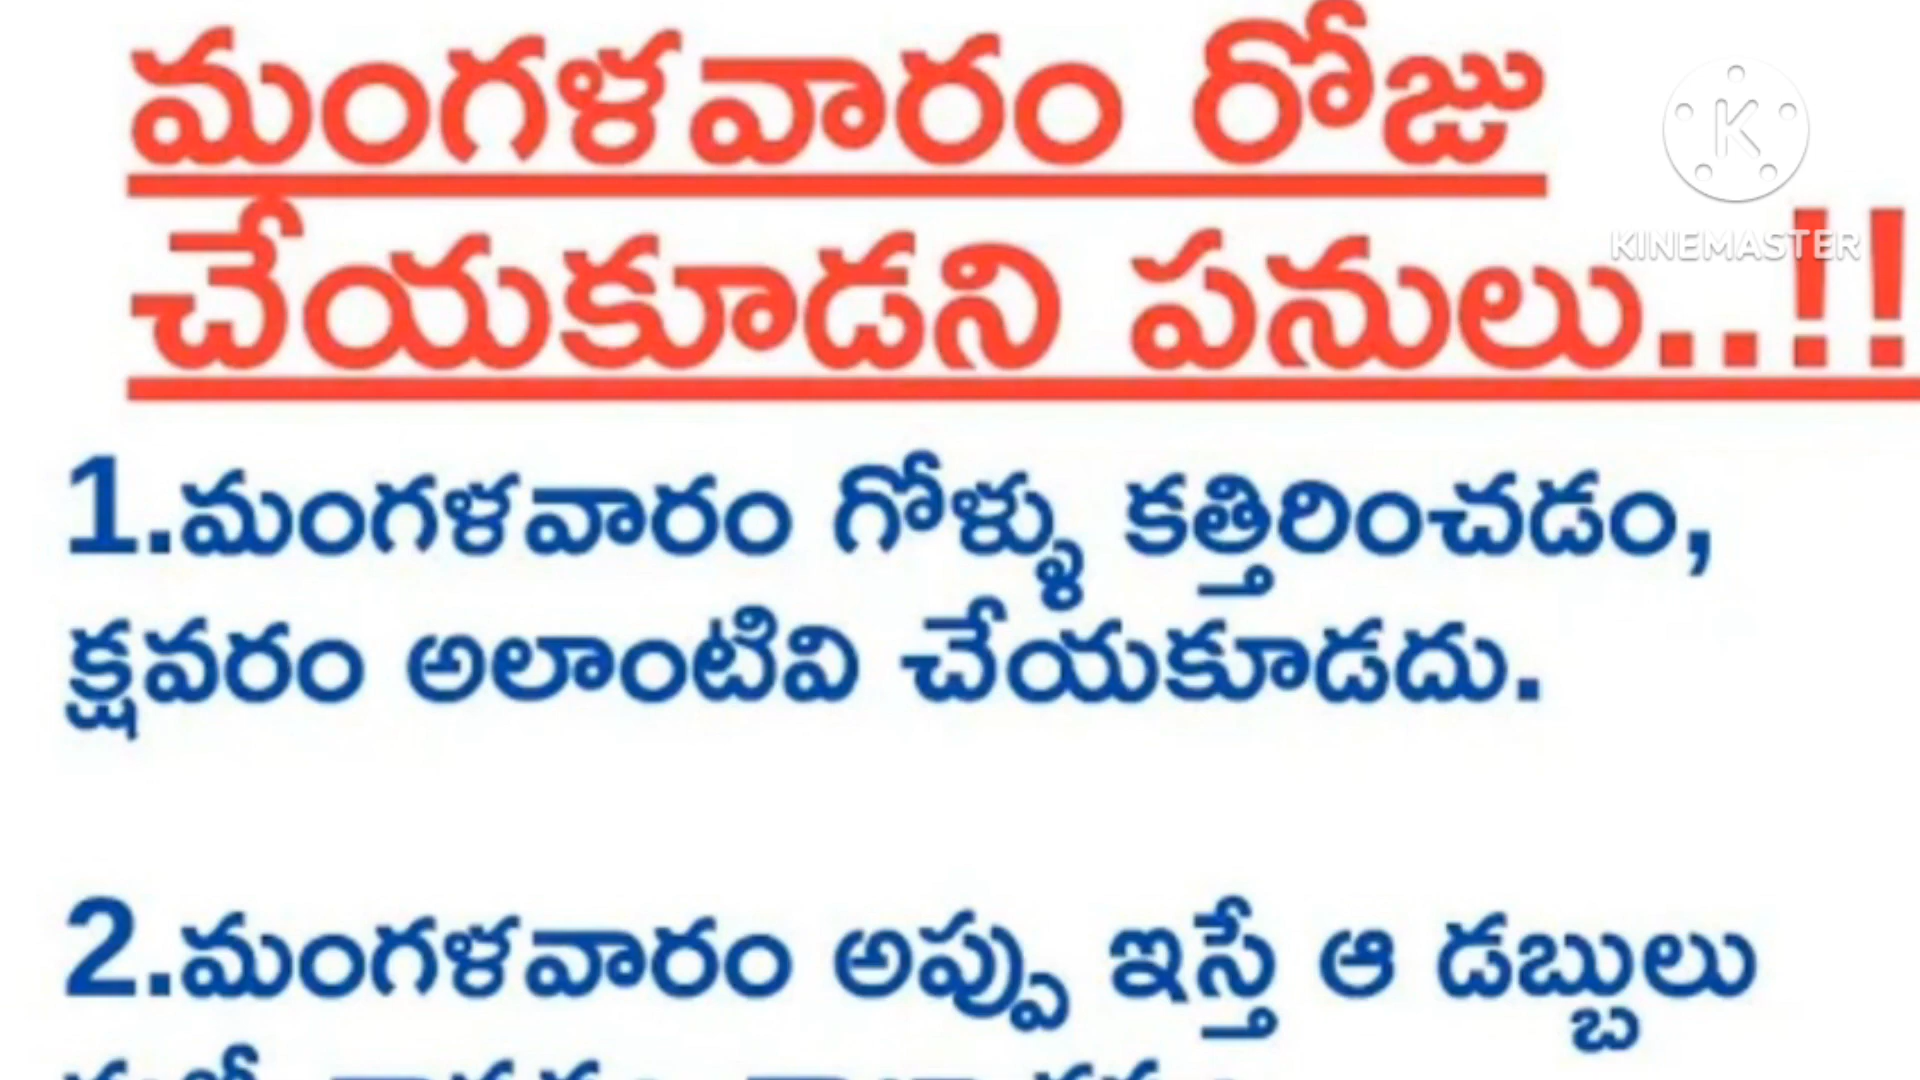 మంగళవారం రోజు
చేయకూడని పనులు..!!
KINEMASTER
1.మంగళవారం గోళ్ళు కత్తిరించడం,
క్షవరం అలాంటివి చేయకూడదు.
2.మంగళవారం అప్పు ఇస్తే ఆ డబ్బులు